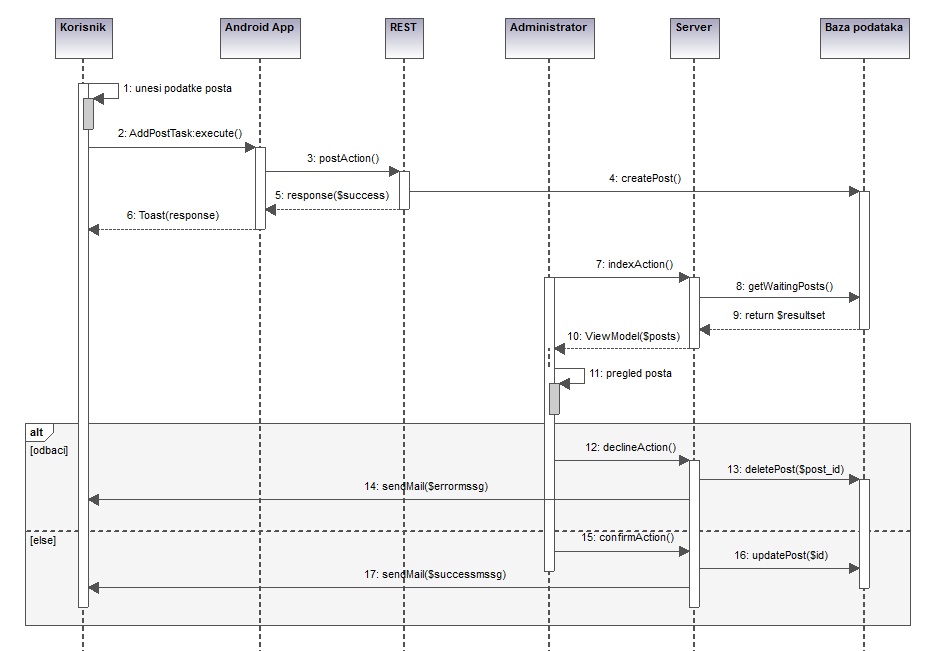 Korisnik
Android App
REST
Administrator
Server
Baza podataka
1: unesi podatke posta
2: AddPostTask:execute()
3: postAction()
4: createPost()
5: response($success)
6: Toast(response)
7: indexAction()
8: getWaitingPosts()
9: return $resultset
10: ViewModel($posts)
11: pregled posta
alt
[odbaci]
12: declineAction()
13: deletePost($post_id)
14: sendMail($errormssg)
[else]
15: confirmAction()
16: updatePost($id)
17: sendMail($successmssg)